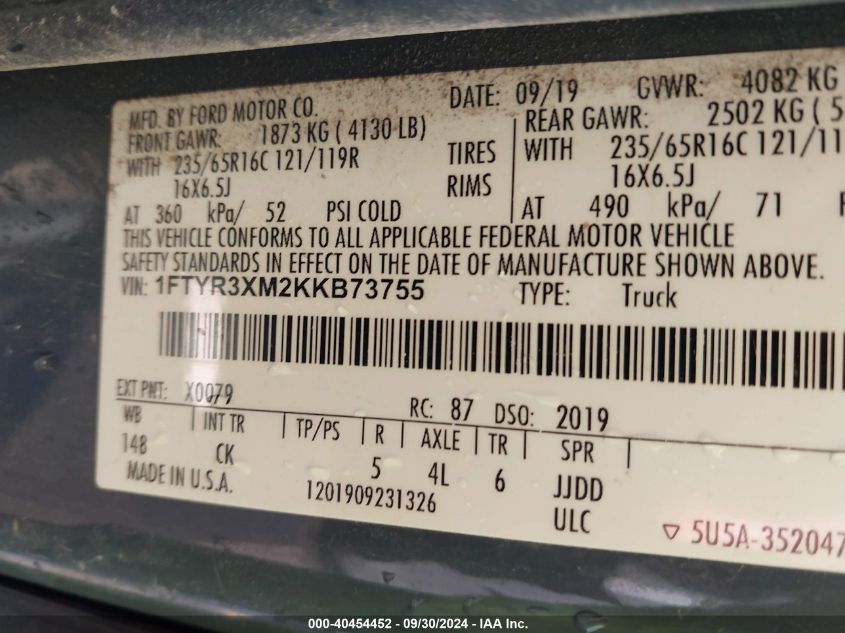 MFD. BY FORD MOTOR CO. DATE: 09/19 GVWR: 4082 KG
FRONT GAWR: 1873 KG ( 4130 LB) REAR GAWR: 2502 KG ( 5
WITH 235/65R16C 121/119R TIRES WITH 235/65R16C 121/11
16X6.5J RIMS 16X6.5J
AT 360 kPa/ 52 PSI COLD AT 490 kPa/ 71
THIS VEHICLE CONFORMS TO ALL APPLICABLE FEDERAL MOTOR VEHICLE
SAFETY STANDARDS IN EFFECT ON THE DATE OF MANUFACTURE SHOWN ABOVE.
VIN: 1FTYR3XM2KKB73755 TYPE: Truck
EXT PNT: X0079 RC: 87 DSO: 2019
WB INT TR TP/PS R AXLE TR SPR
148 CK 5 4L 6 JJDD
MADE IN U.S.A. 1201909231326 ULC
▽ 5U5A-352047
000-40454452 - 09/30/2024 - IAA Inc.